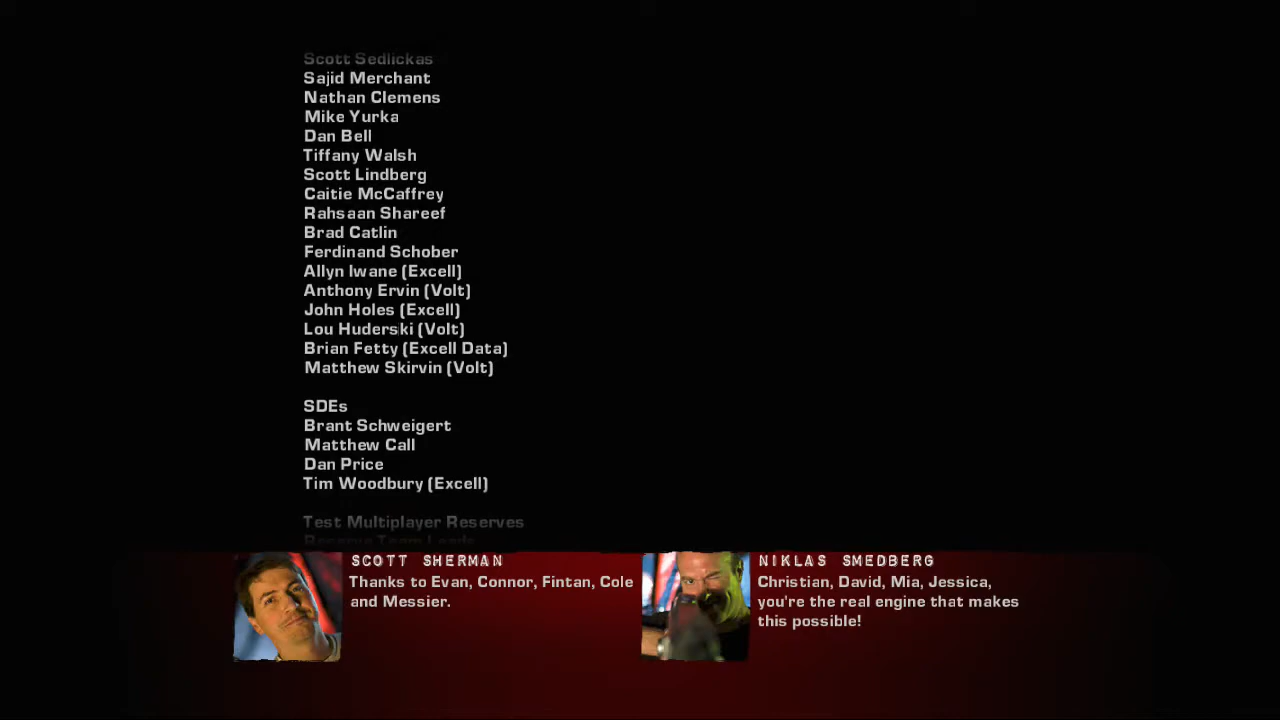 Scott Sedlickas
Sajid Merchant
Nathan Clemens
Mike Yurka
Dan Bell
Tiffany Walsh
Scott Lindberg
Caitie McCaffrey
Rahsaan Shareef
Brad Catlin
Ferdinand Schober
Allyn Iwane (Excell)
Anthony Ervin (Volt)
John Holes (Excell)
Lou Huderski (Volt)
Brian Fetty (Excell Data)
Matthew Skirvin (Volt)
SDEs
Brant Schweigert
Matthew Call
Dan Price
Tim Woodbury (Excell)
Test Multiplayer Reserves
Reserve Team Leads
SCOTT SHERMAN
Thanks to Evan, Connor, Fintan, Cole
and Messier.
NIKLAS SMEDBERG
Christian, David, Mia, Jessica,
you're the real engine that makes
this possible!